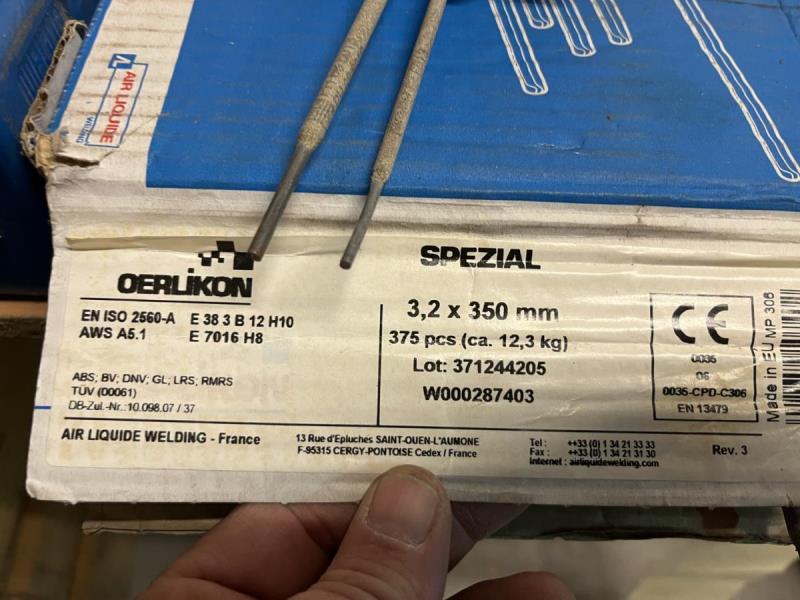 AIR LIQUIDE
WELDING
OERLIKON
SPEZIAL
EN ISO 2560-A E 38 3 B 12 H10
AWS A5.1 E 7016 H8
3,2 x 350 mm
375 pcs (ca. 12,3 kg)
Lot: 371244205
W000287403
ABS; BV; DNV; GL; LRS; RMRS
TÜV (00061)
DB-Zul.-Nr.:10.098.07 / 37
CE
0036
06
0036-CPD-C306
EN 13479
Made in EU MP 306
AIR LIQUIDE WELDING - France
13 Rue d'Epluches SAINT-OUEN-L'AUMONE
F-95315 CERGY-PONTOISE Cedex / France
Tel : ++33 (0) 1 34 21 33 33
Fax : ++33 (0) 1 34 21 31 30
Internet : airliquidewelding.com
Rev. 3